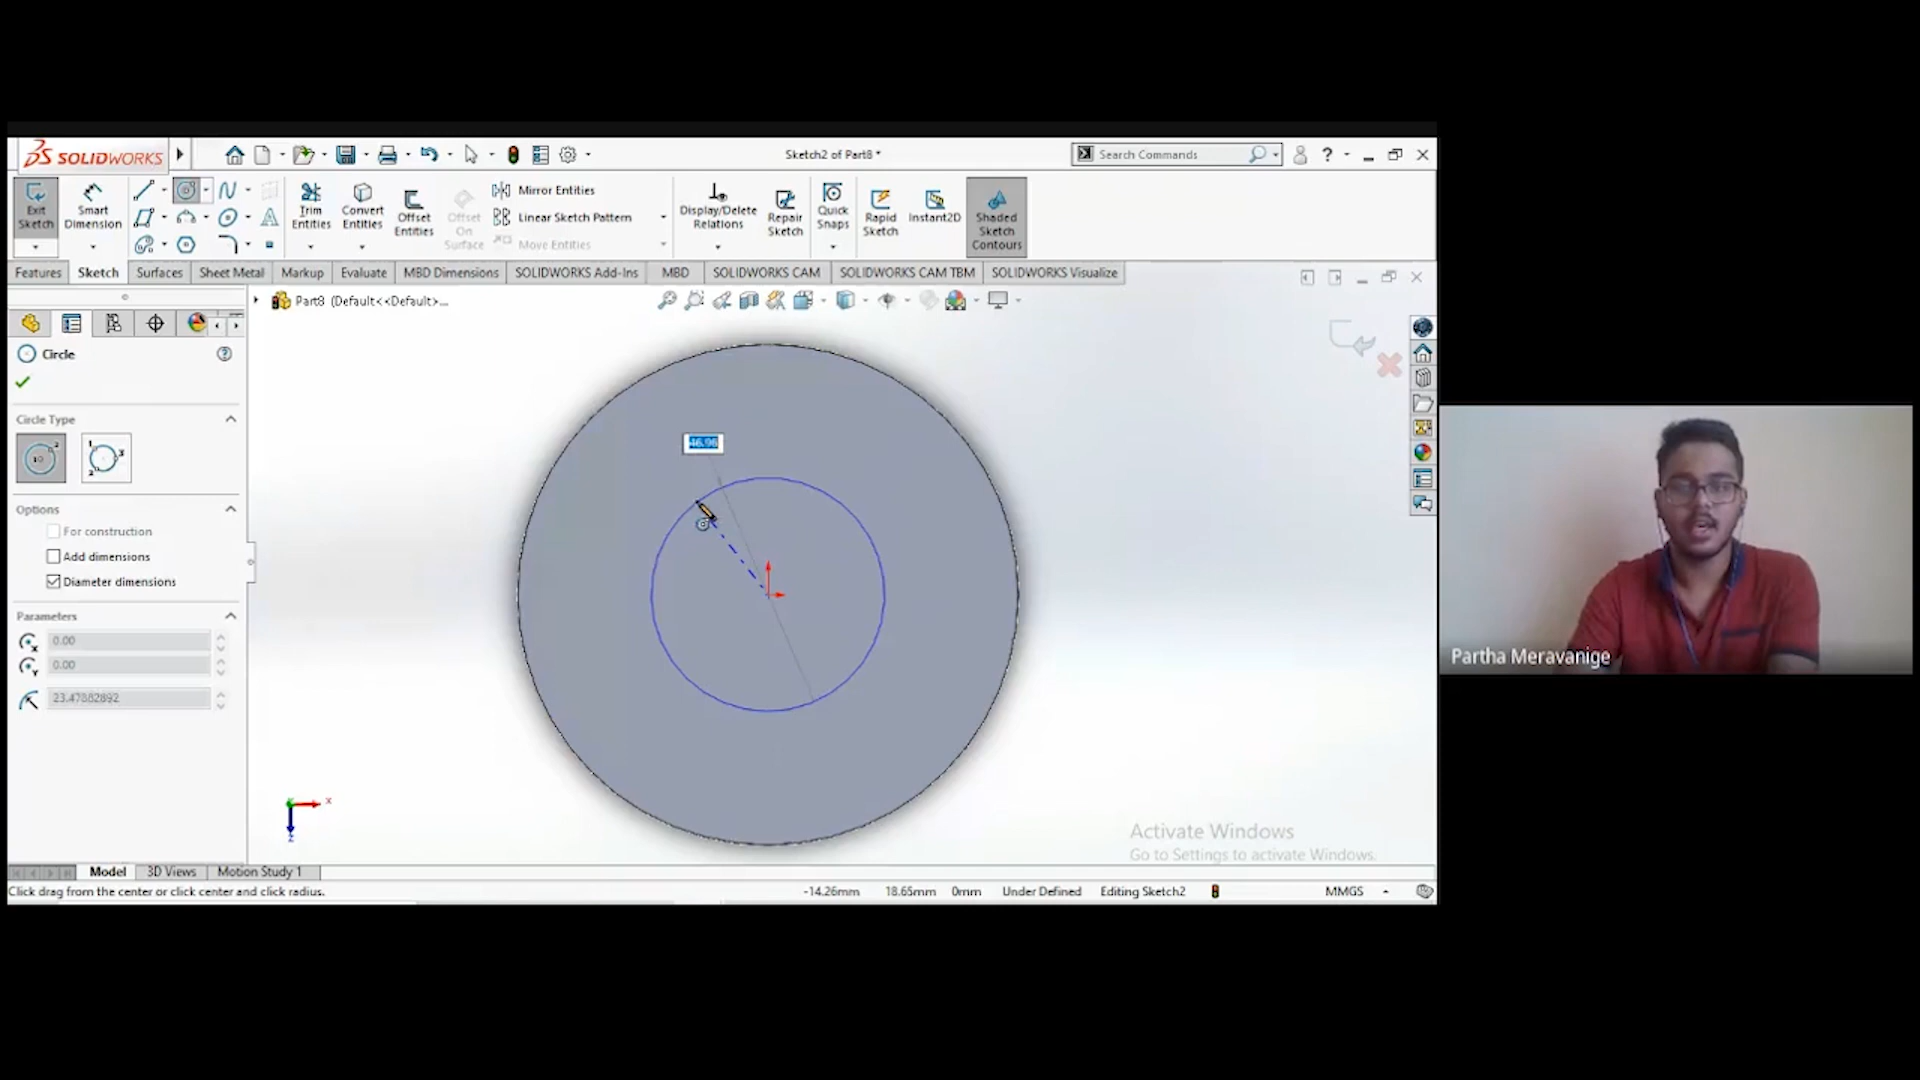 SOLIDWORKS
Sketch2 of Part8 *
Search Commands
?
Exit Sketch
Smart Dimension
Trim Entities
Convert Entities
Offset Entities
Offset On Surface
Mirror Entities
Linear Sketch Pattern
Move Entities
Display/Delete Relations
Repair Sketch
Quick Snaps
Rapid Sketch
Instant2D
Shaded Sketch Contours
Features Sketch Surfaces Sheet Metal Markup Evaluate MBD Dimensions SOLIDWORKS Add-Ins MBD SOLIDWORKS CAM SOLIDWORKS CAM TBM SOLIDWORKS Visualize
Part8 (Default<<Default>...
Circle
Circle Type
Options
For construction
Add dimensions
Diameter dimensions
Parameters
0.00
0.00
23.47882892
46.96
x
z
Partha Meravanige
Activate Windows
Go to Settings to activate Windows.
Model 3D Views Motion Study 1
Click drag from the center or click center and click radius.
-14.26mm 18.65mm 0mm Under Defined Editing Sketch2 MMGS